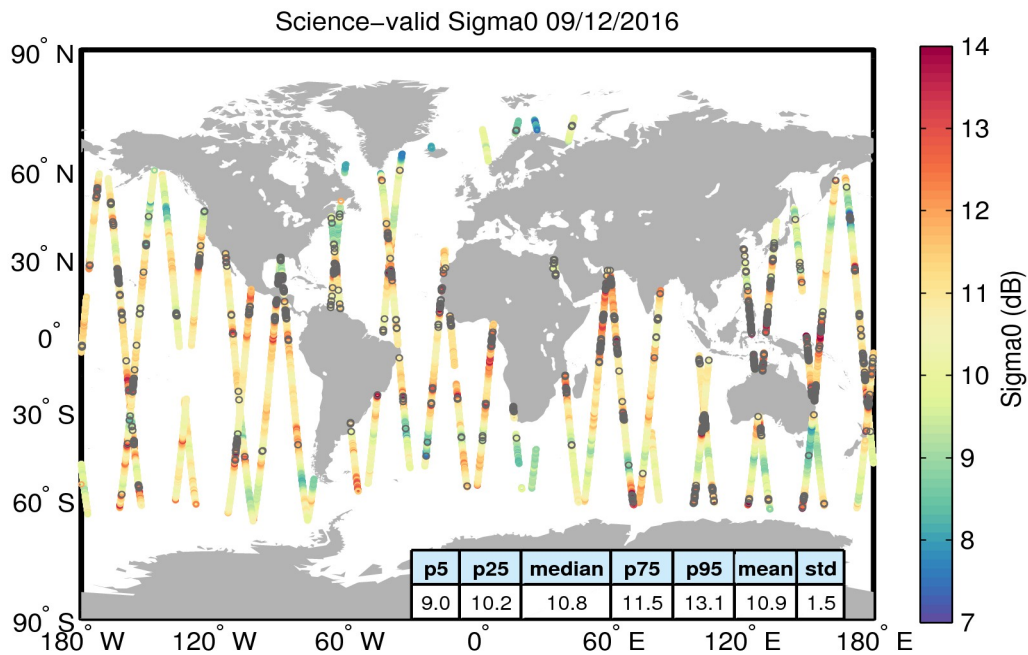 Science−valid Sigma0 09/12/2016
90° N
60° N
30° N
0°
30° S
60° S
90° S
180° W
120° W
60° W
0°
60° E
120° E
180° E
p5 p25 median p75 p95 mean std
9.0 10.2 10.8 11.5 13.1 10.9 1.5
14
13
12
11
10
9
8
7
Sigma0 (dB)